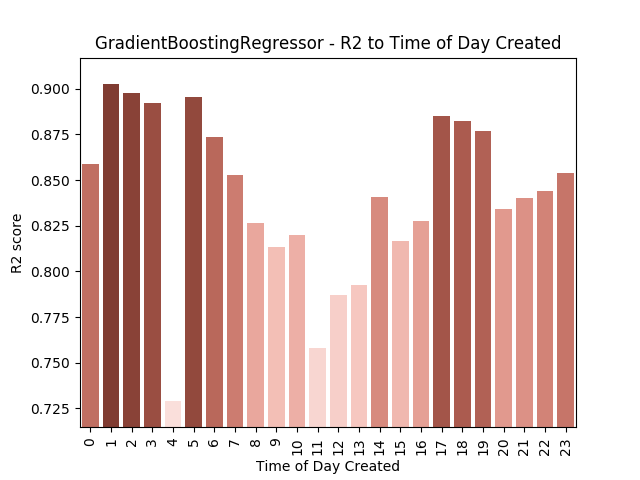 GradientBoostingRegressor - R2 to Time of Day Created
0.900
0.875
0.850
0.825
0.800
0.775
0.750
0.725
R2 score
0 1 2 3 4 5 6 7 8 9 10 11 12 13 14 15 16 17 18 19 20 21 22 23
Time of Day Created